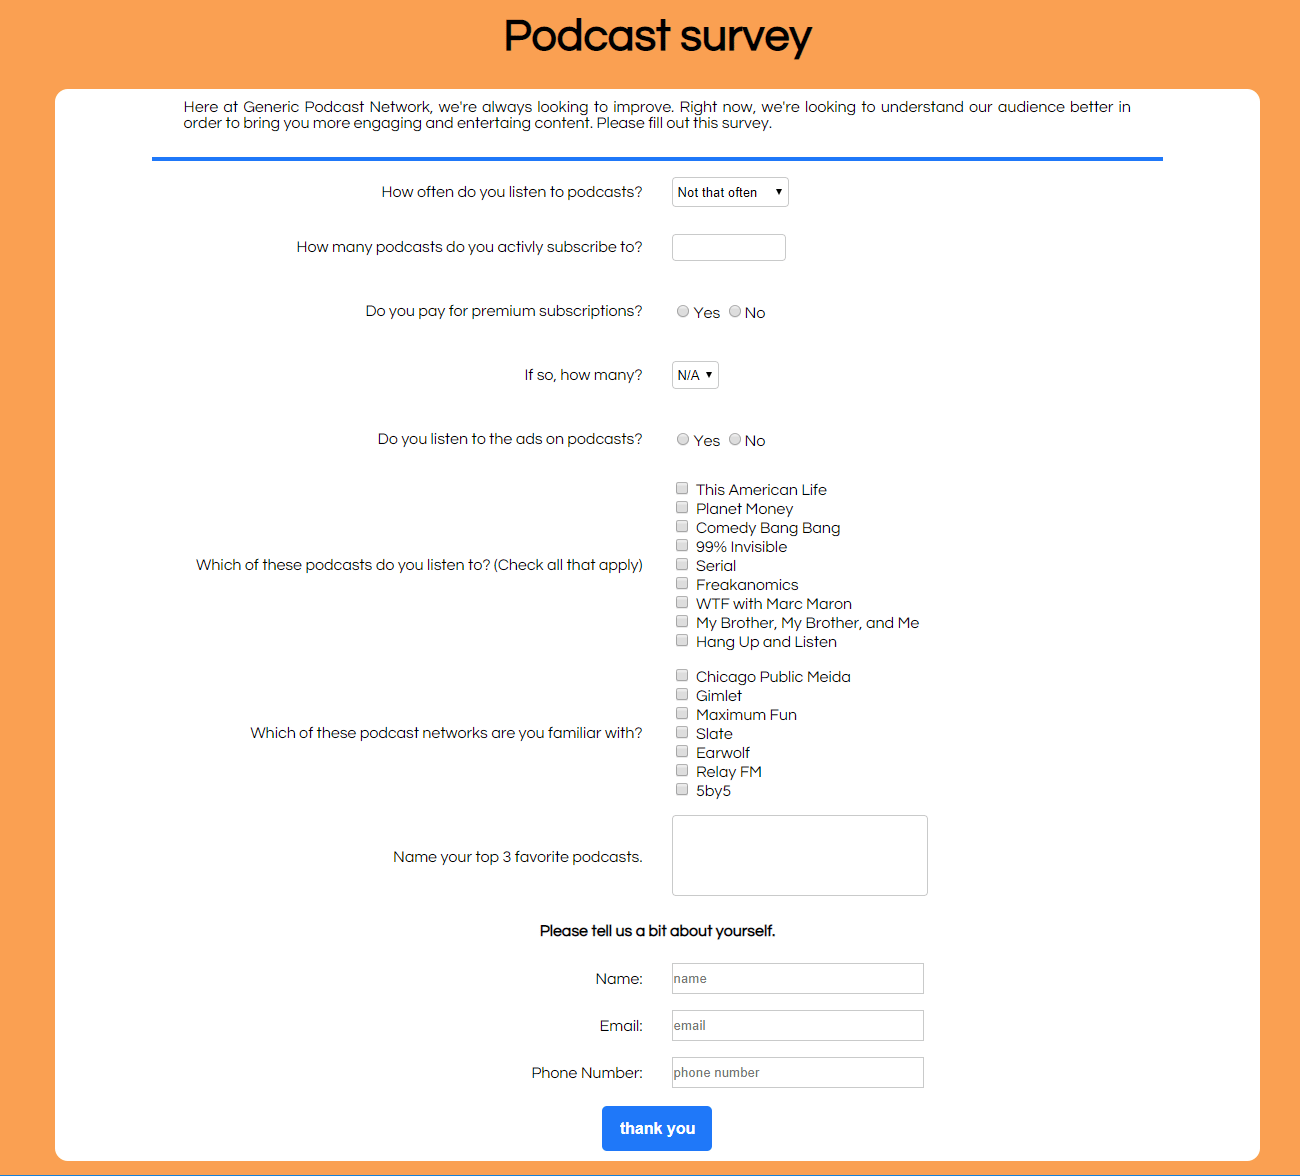 Podcast survey
Here at Generic Podcast Network, we're always looking to improve. Right now, we're looking to understand our audience better in
order to bring you more engaging and entertaing content. Please fill out this survey.
How often do you listen to podcasts? Not that often
How many podcasts do you activly subscribe to?
Do you pay for premium subscriptions? Yes No
If so, how many? N/A
Do you listen to the ads on podcasts? Yes No
Which of these podcasts do you listen to? (Check all that apply)
This American Life
Planet Money
Comedy Bang Bang
99% Invisible
Serial
Freakanomics
WTF with Marc Maron
My Brother, My Brother, and Me
Hang Up and Listen
Which of these podcast networks are you familiar with?
Chicago Public Meida
Gimlet
Maximum Fun
Slate
Earwolf
Relay FM
5by5
Name your top 3 favorite podcasts.
Please tell us a bit about yourself.
Name: name
Email: email
Phone Number: phone number
thank you